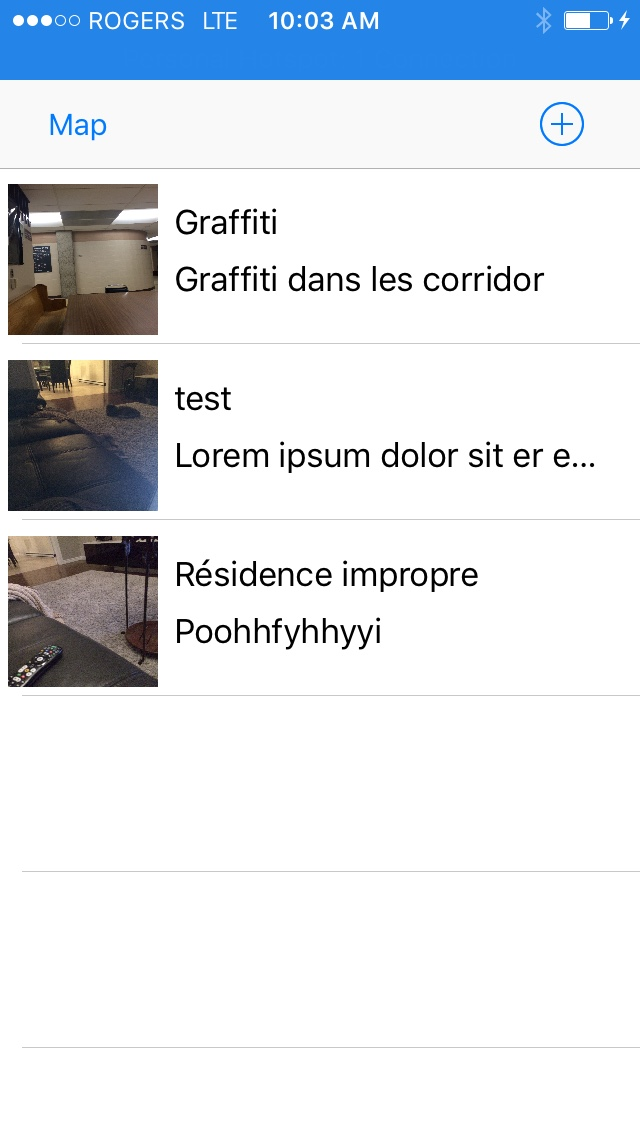 ROGERS LTE 10:03 AM
Map
Graffiti
Graffiti dans les corridor
test
Lorem ipsum dolor sit er e...
Résidence impropre
Poohhfyhhyyi